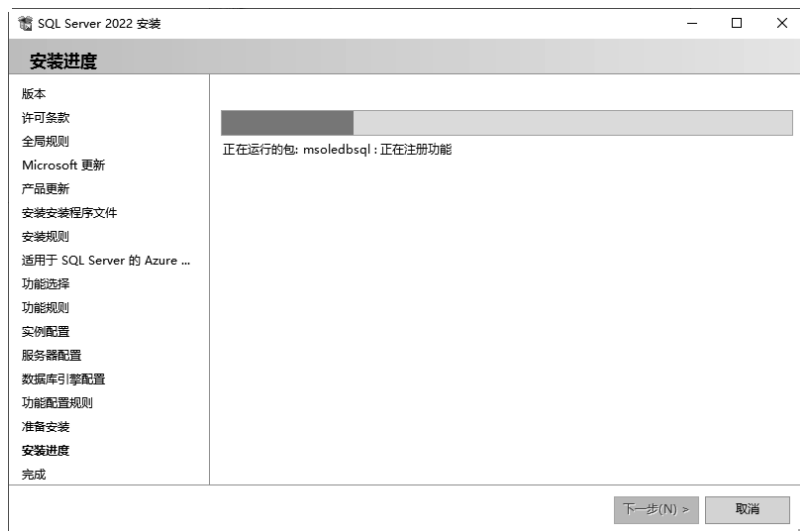 SQL Server 2022 安装
安装进度
版本
许可条款
全局规则
Microsoft 更新
产品更新
安装安装程序文件
安装规则
适用于 SQL Server 的 Azure ...
功能选择
功能规则
实例配置
服务器配置
数据库引擎配置
功能配置规则
准备安装
安装进度
完成
正在运行的包: msoledbsql : 正在注册功能
下一步(N) >
取消